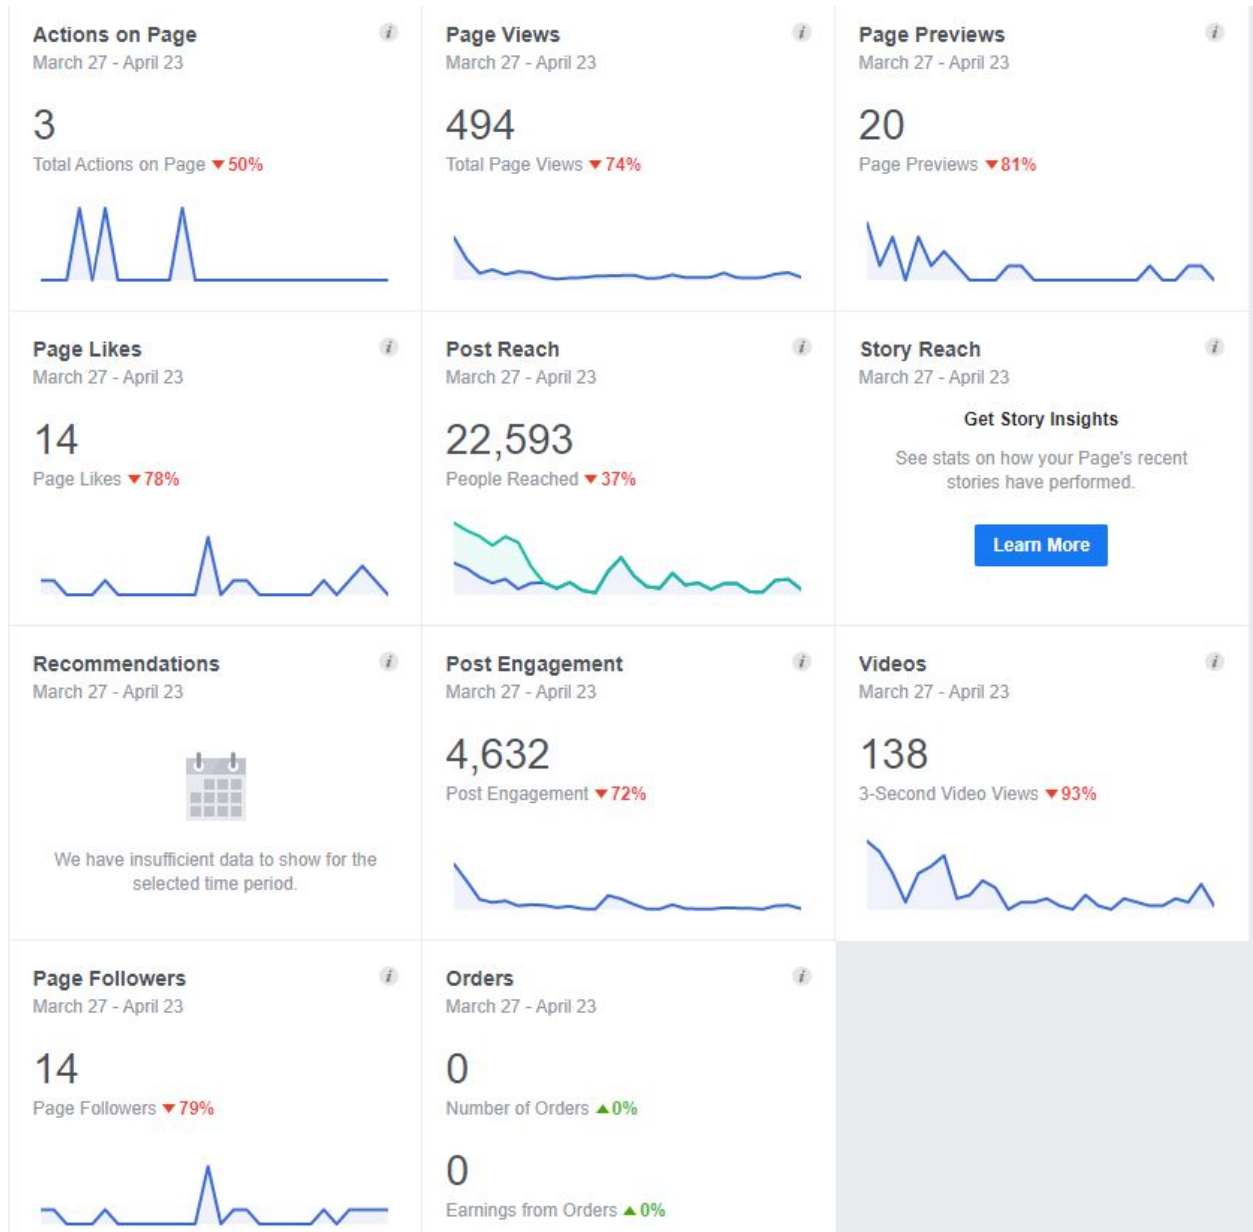 Actions on Page
March 27 - April 23
3
Total Actions on Page ▼50%
Page Views
March 27 - April 23
494
Total Page Views ▼74%
Page Previews
March 27 - April 23
20
Page Previews ▼81%
Page Likes
March 27 - April 23
14
Page Likes ▼78%
Post Reach
March 27 - April 23
22,593
People Reached ▼37%
Story Reach
March 27 - April 23
Get Story Insights
See stats on how your Page's recent
stories have performed.
Learn More
Recommendations
March 27 - April 23
We have insufficient data to show for the
selected time period.
Post Engagement
March 27 - April 23
4,632
Post Engagement ▼72%
Videos
March 27 - April 23
138
3-Second Video Views ▼93%
Page Followers
March 27 - April 23
14
Page Followers ▼79%
Orders
March 27 - April 23
0
Number of Orders ▲0%
0
Earnings from Orders ▲0%